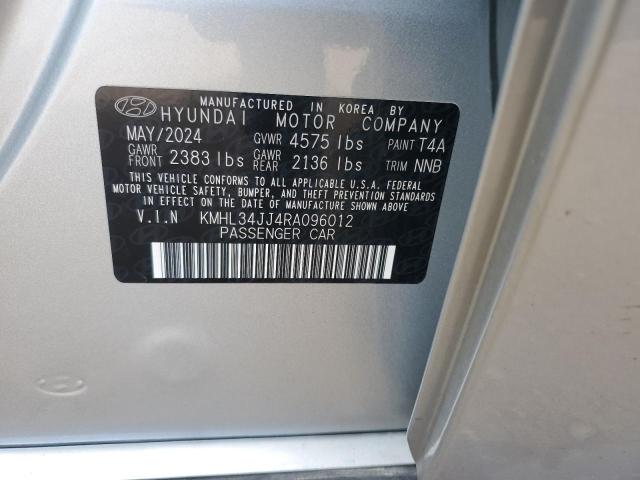 MANUFACTURED IN KOREA BY
HYUNDAI MOTOR COMPANY
MAY/2024 GVWR 4575 lbs PAINT T4A
GAWR FRONT 2383 lbs GAWR REAR 2136 lbs TRIM NNB
THIS VEHICLE CONFORMS TO ALL APPLICABLE U.S.A. FEDERAL
MOTOR VEHICLE SAFETY, BUMPER, AND THEFT PREVENTION STANDARDS
IN EFFECT ON THE DATE OF MANUFACTURE SHOWN ABOVE.
V.I.N KMHL34JJ4RA096012
PASSENGER CAR